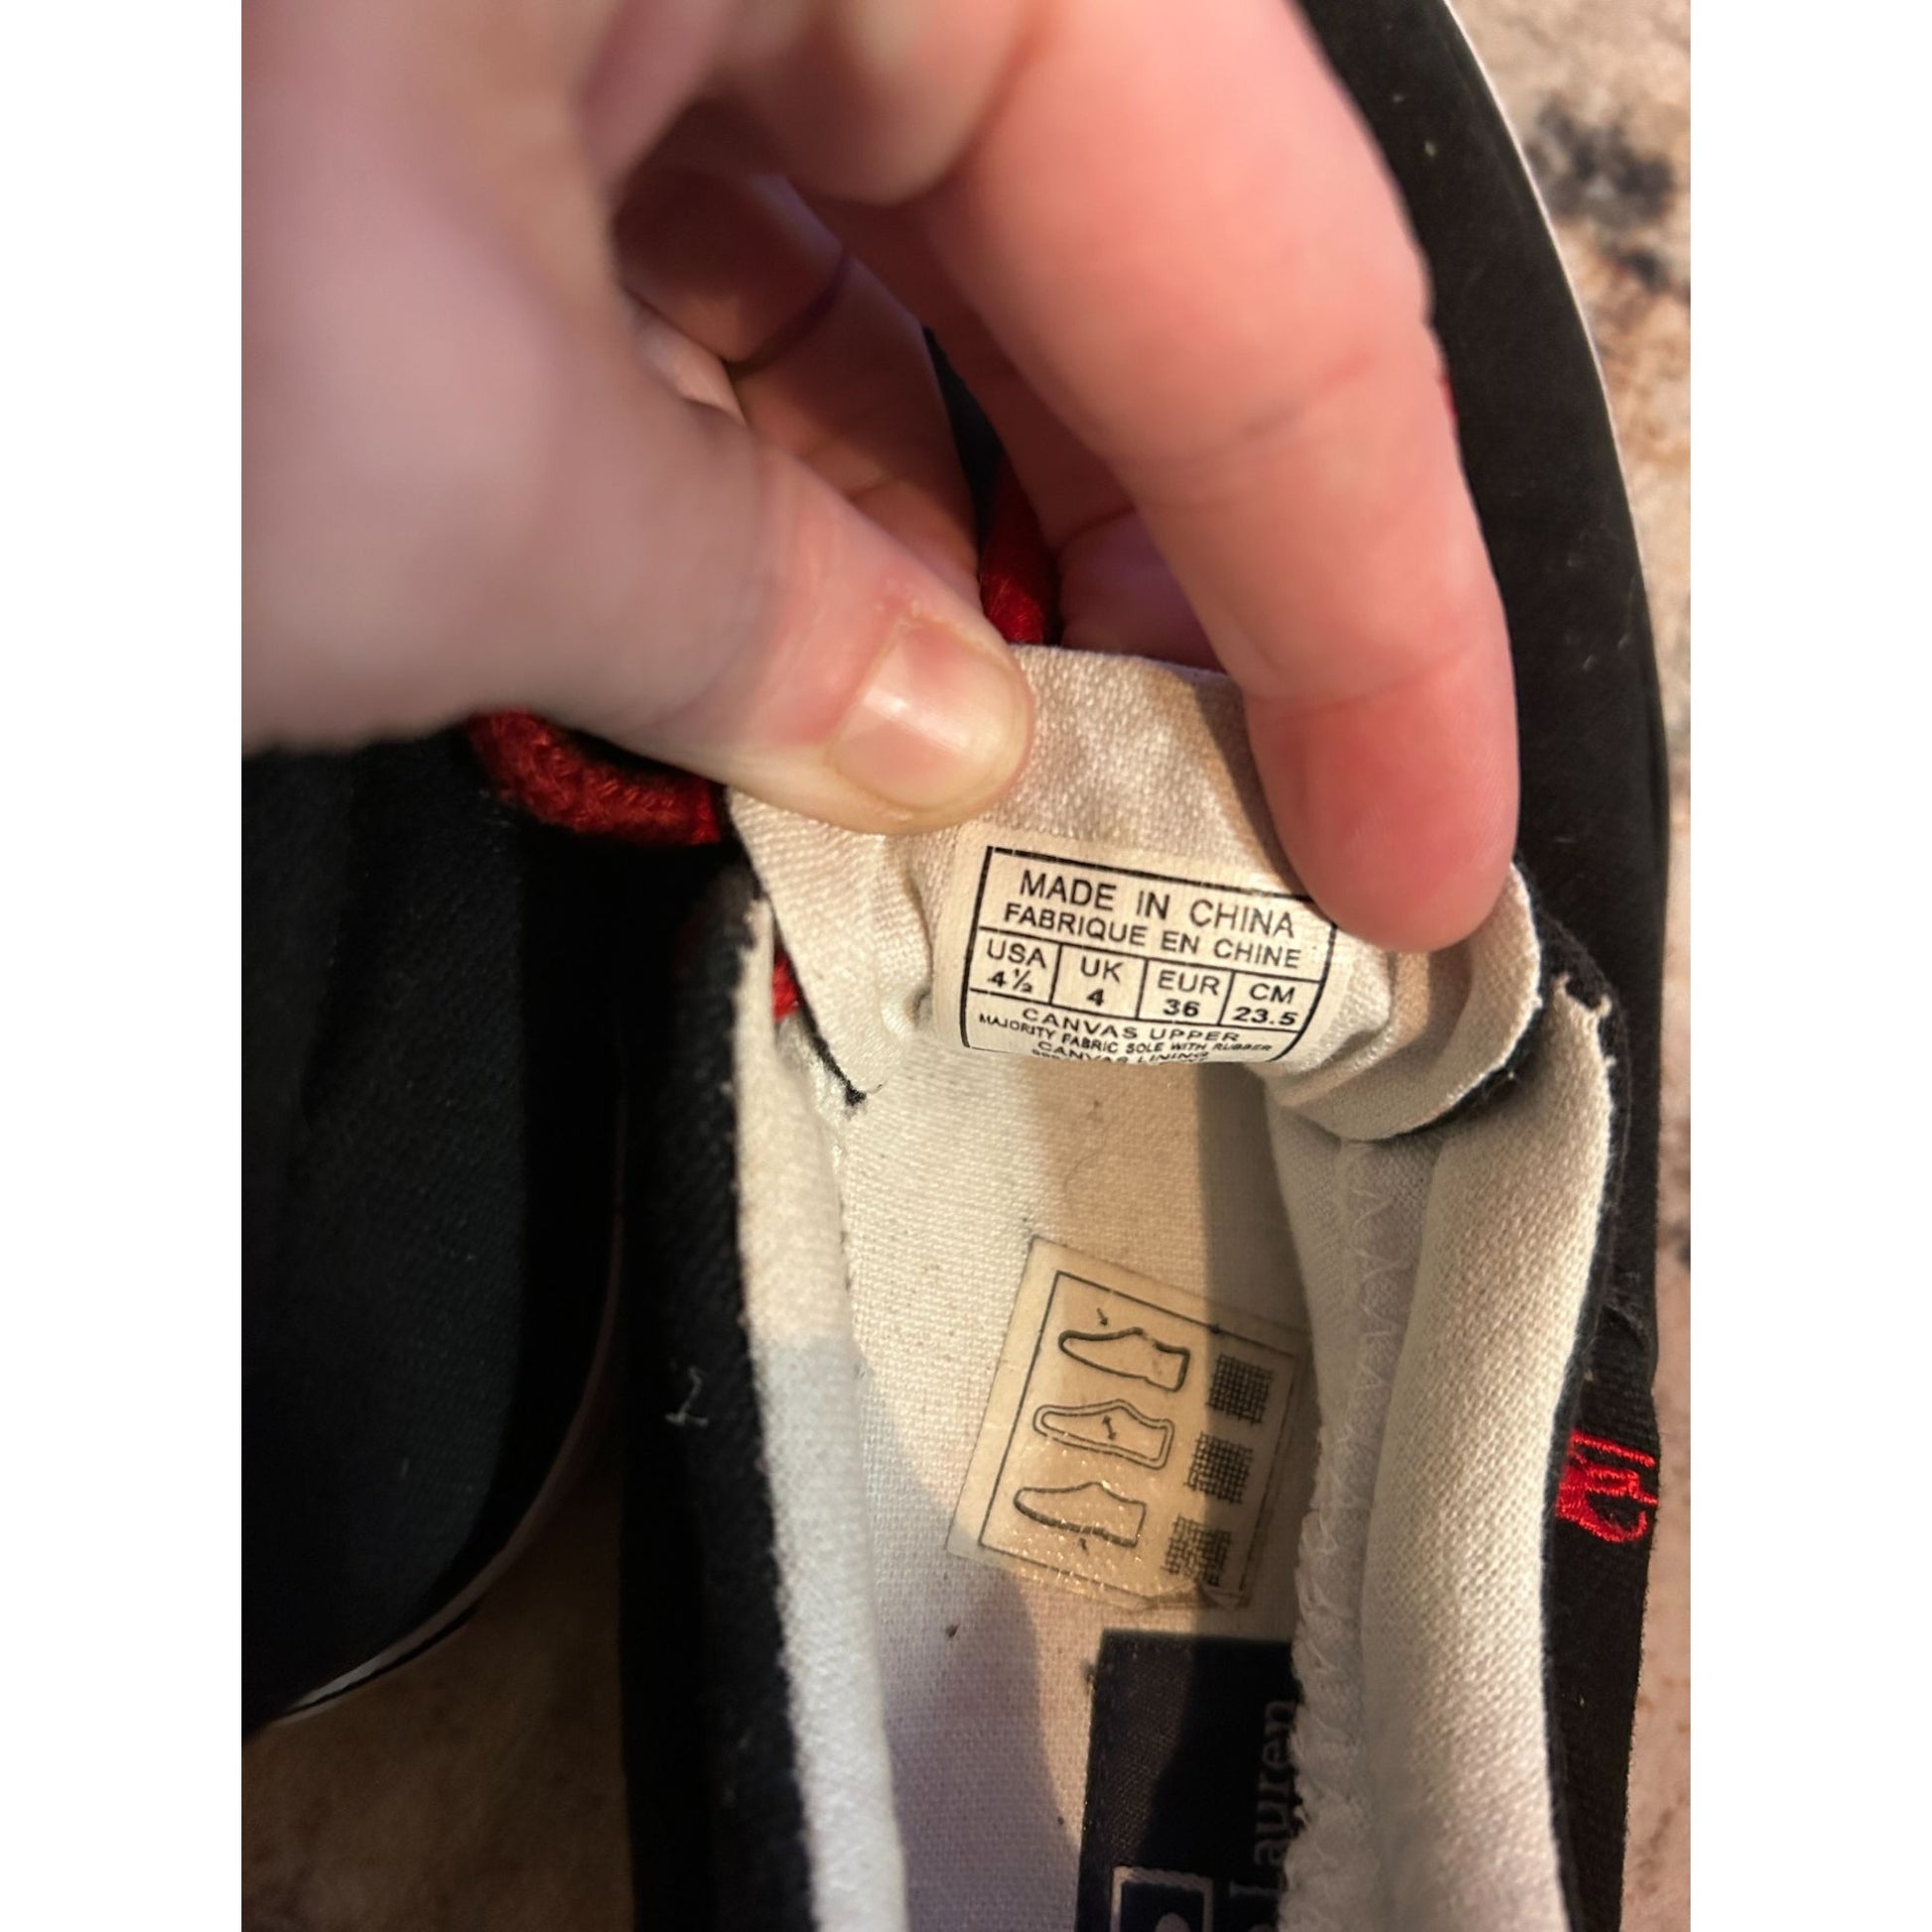 MADE IN CHINA
FABRIQUE EN CHINE
USA UK EUR CM
4½ 4 36 23.5
CANVAS UPPER
MAJORITY FABRIC SOLE WITH RUBBER
CANVAS LINING
Lauren